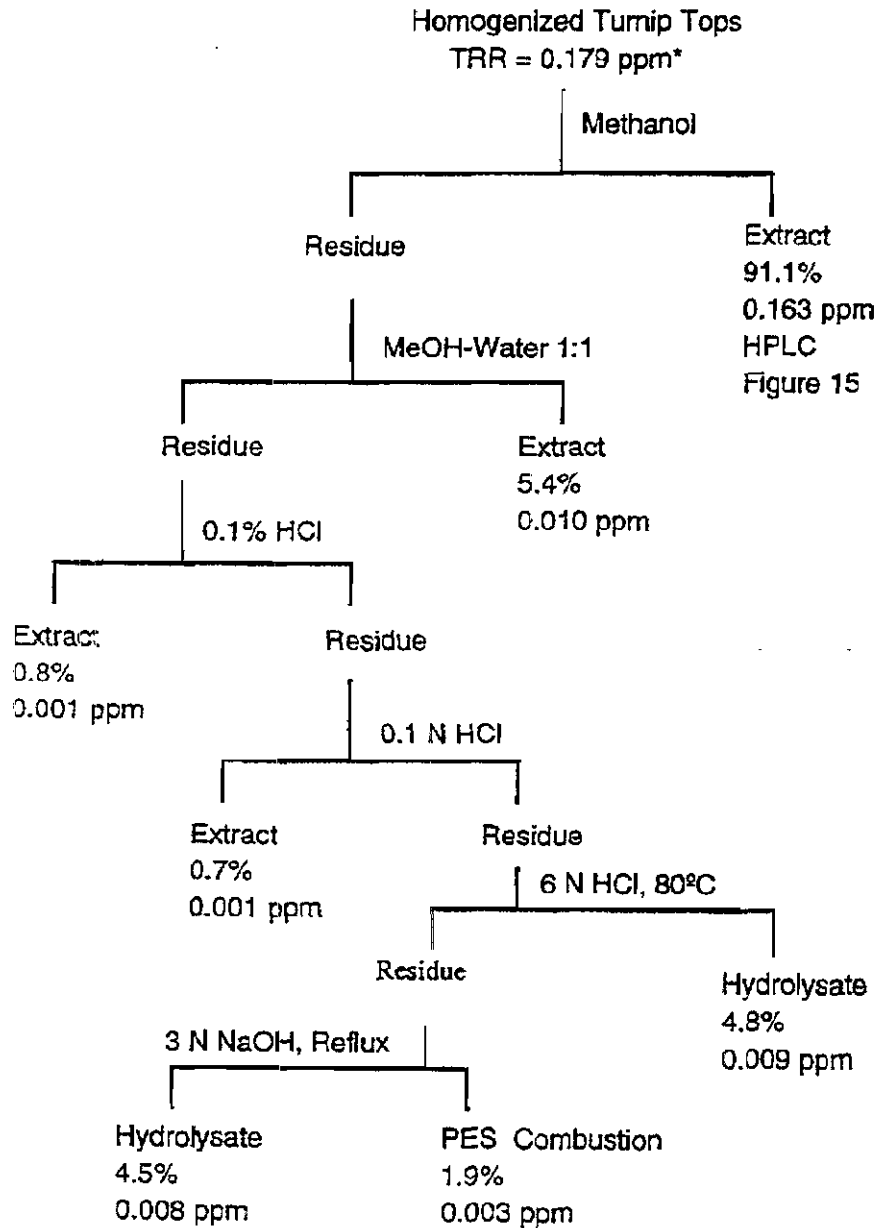 Homogenized Turnip Tops
TRR = 0.179 ppm*
Methanol
Residue
Extract
91.1%
0.163 ppm
HPLC
Figure 15
MeOH-Water 1:1
Residue
Extract
5.4%
0.010 ppm
0.1% HCl
Extract
0.8%
0.001 ppm
Residue
0.1 N HCl
Extract
0.7%
0.001 ppm
Residue
6 N HCl, 80ºC
Residue
Hydrolysate
4.8%
0.009 ppm
3 N NaOH, Reflux
Hydrolysate
4.5%
0.008 ppm
PES Combustion
1.9%
0.003 ppm